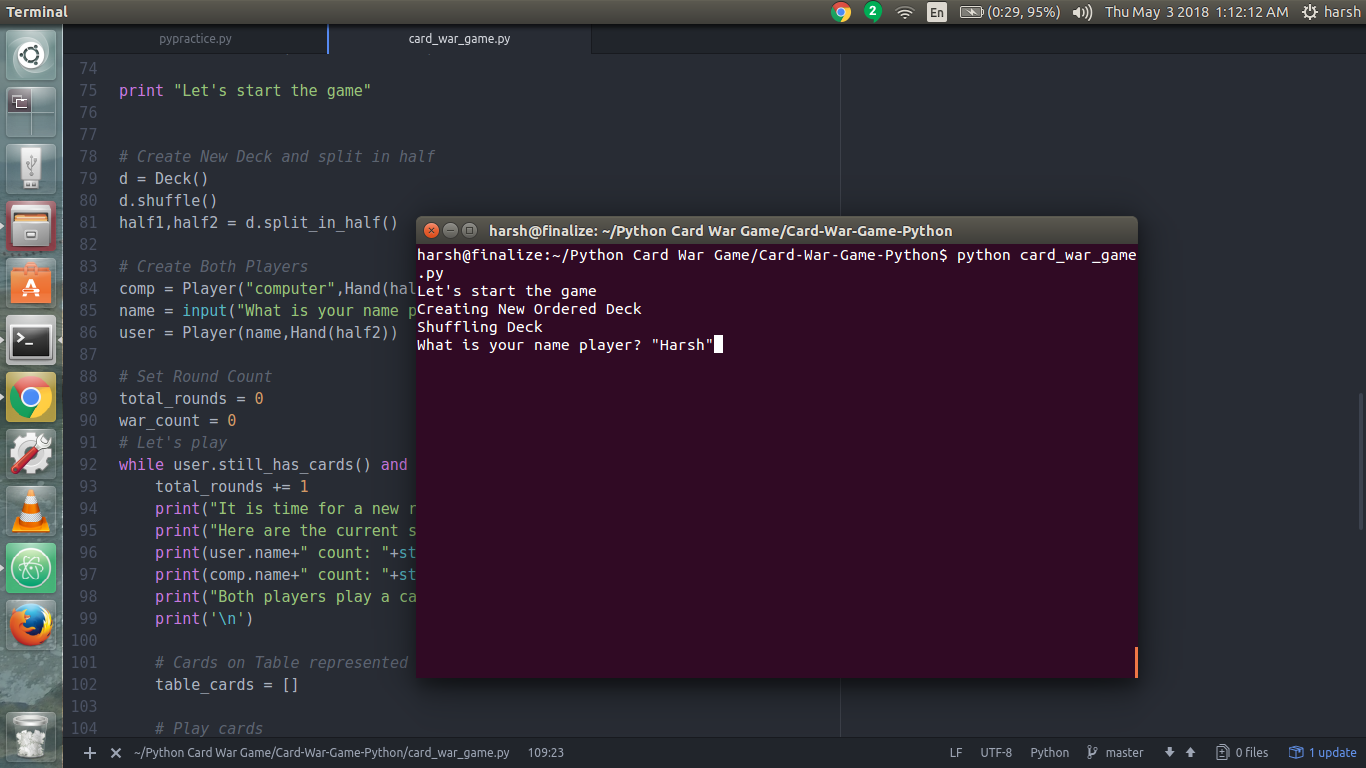 Terminal
2
En
(0:29, 95%)
Thu May 3 2018 1:12:12 AM
harsh
pypractice.py
card_war_game.py
74
75 print "Let's start the game"
76
77
78 # Create New Deck and split in half
79 d = Deck()
80 d.shuffle()
81 half1,half2 = d.split_in_half()
82
83 # Create Both Players
84 comp = Player("computer",Hand(hal
85 name = input("What is your name p
86 user = Player(name,Hand(half2))
87
88 # Set Round Count
89 total_rounds = 0
90 war_count = 0
91 # Let's play
92 while user.still_has_cards() and
93 total_rounds += 1
94 print("It is time for a new r
95 print("Here are the current s
96 print(user.name+" count: "+st
97 print(comp.name+" count: "+st
98 print("Both players play a ca
99 print('\n')
100
101 # Cards on Table represented
102 table_cards = []
103
104 # Play cards
harsh@finalize: ~/Python Card War Game/Card-War-Game-Python
harsh@finalize:~/Python Card War Game/Card-War-Game-Python$ python card_war_game
.py
Let's start the game
Creating New Ordered Deck
Shuffling Deck
What is your name player? "Harsh"
~/Python Card War Game/Card-War-Game-Python/card_war_game.py 109:23
LF UTF-8 Python master 0 files 1 update